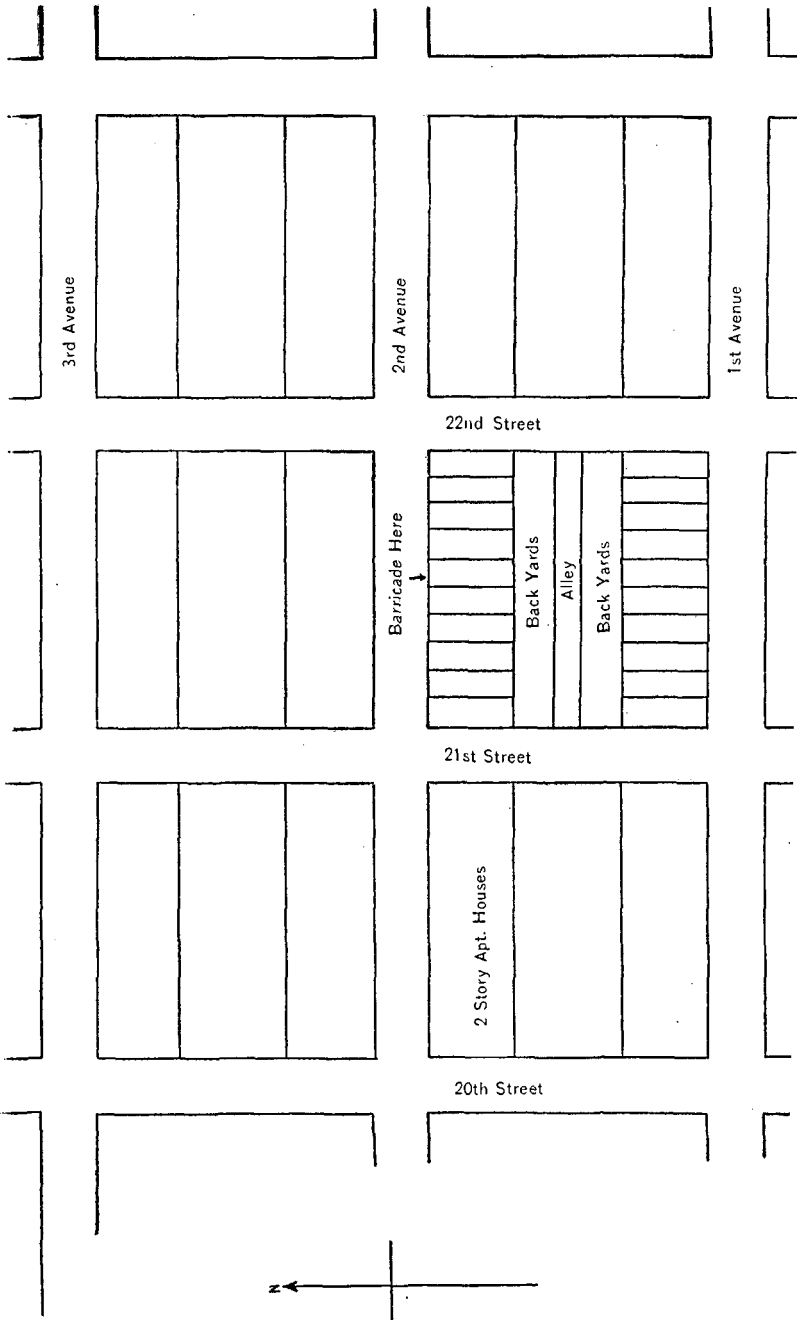 3rd Avenue
2nd Avenue
1st Avenue
22nd Street
Barricade Here
Back Yards
Alley
Back Yards
21st Street
2 Story Apt. Houses
20th Street
N